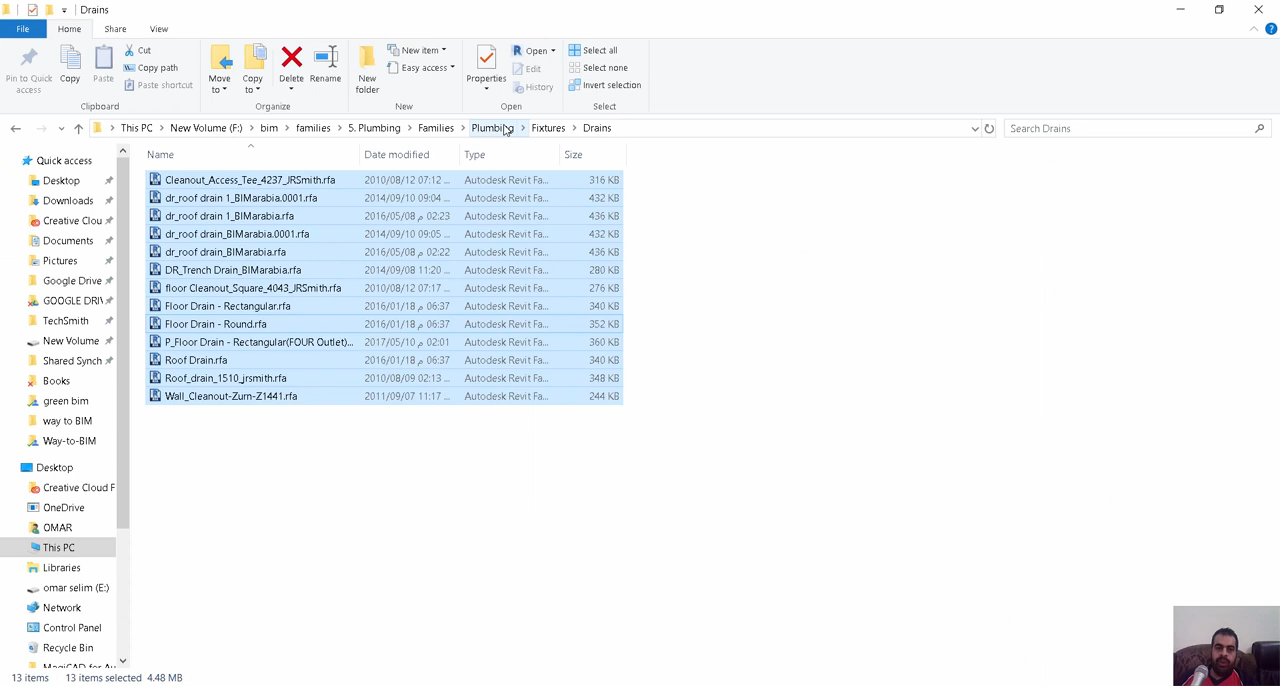 Drains
File Home Share View
Pin to Quick access
Copy
Paste
Cut
Copy path
Paste shortcut
Clipboard
Move to
Copy to
Delete
Rename
Organize
New folder
New item
Easy access
New
Properties
Open
Edit
History
Open
Select all
Select none
Invert selection
Select
This PC > New Volume (F:) > bim > families > 5. Plumbing > Families > Plumbing > Fixtures > Drains
Search Drains
Name Date modified Type Size
Cleanout_Access_Tee_4237_JRSmith.rfa 2010/08/12 07:12 ... Autodesk Revit Fa... 316 KB
dr_roof drain 1_BIMarabia.0001.rfa 2014/09/10 09:04 ... Autodesk Revit Fa... 432 KB
dr_roof drain 1_BIMarabia.rfa 2016/05/08 م 02:23 Autodesk Revit Fa... 436 KB
dr_roof drain_BIMarabia.0001.rfa 2014/09/10 09:05 ... Autodesk Revit Fa... 432 KB
dr_roof drain_BIMarabia.rfa 2016/05/08 م 02:22 Autodesk Revit Fa... 436 KB
DR_Trench Drain_BIMarabia.rfa 2014/09/08 11:20 ... Autodesk Revit Fa... 280 KB
floor Cleanout_Square_4043_JRSmith.rfa 2010/08/12 07:17 ... Autodesk Revit Fa... 276 KB
Floor Drain - Rectangular.rfa 2016/01/18 م 06:37 Autodesk Revit Fa... 340 KB
Floor Drain - Round.rfa 2016/01/18 م 06:37 Autodesk Revit Fa... 352 KB
P_Floor Drain - Rectangular(FOUR Outlet)... 2017/05/10 م 02:01 Autodesk Revit Fa... 360 KB
Roof Drain.rfa 2016/01/18 م 06:37 Autodesk Revit Fa... 340 KB
Roof_drain_1510_jrsmith.rfa 2010/08/09 02:13 ... Autodesk Revit Fa... 348 KB
Wall_Cleanout-Zurn-Z1441.rfa 2011/09/07 11:17 ... Autodesk Revit Fa... 244 KB
Quick access
Desktop
Downloads
Creative Clou
Documents
Pictures
Google Drive
GOOGLE DRIV
TechSmith
New Volume
Shared Synch
Books
green bim
way to BIM
Way-to-BIM
Desktop
Creative Cloud F
OneDrive
OMAR
This PC
Libraries
omar selim (E:)
Network
Control Panel
Recycle Bin
MagiCAD for Au
13 items 13 items selected 4.48 MB